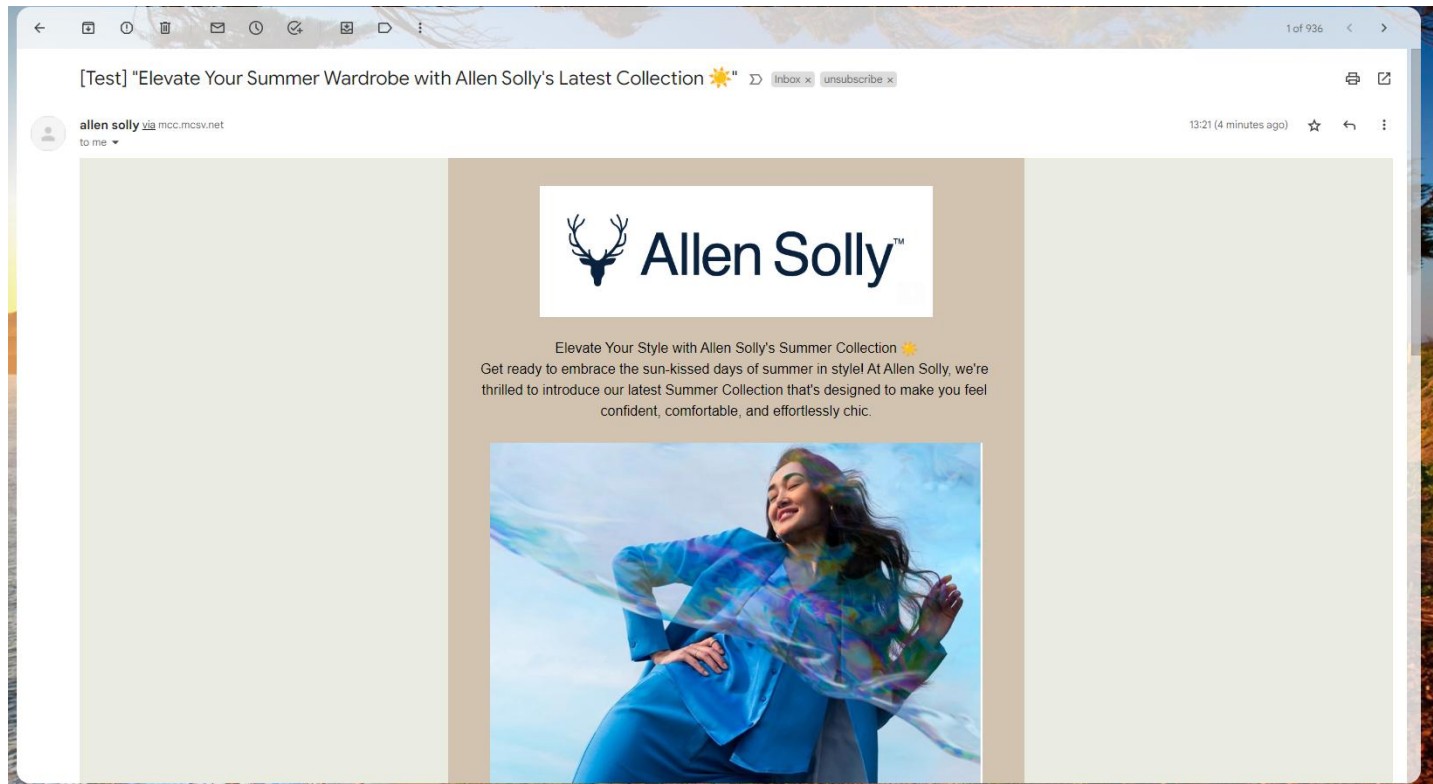 1 of 936
[Test] "Elevate Your Summer Wardrobe with Allen Solly's Latest Collection ☀️" Inbox x unsubscribe x
allen solly via mcc.mcsv.net 13:21 (4 minutes ago)
to me
Allen Solly™
Elevate Your Style with Allen Solly's Summer Collection ☀️
Get ready to embrace the sun-kissed days of summer in style! At Allen Solly, we're
thrilled to introduce our latest Summer Collection that's designed to make you feel
confident, comfortable, and effortlessly chic.